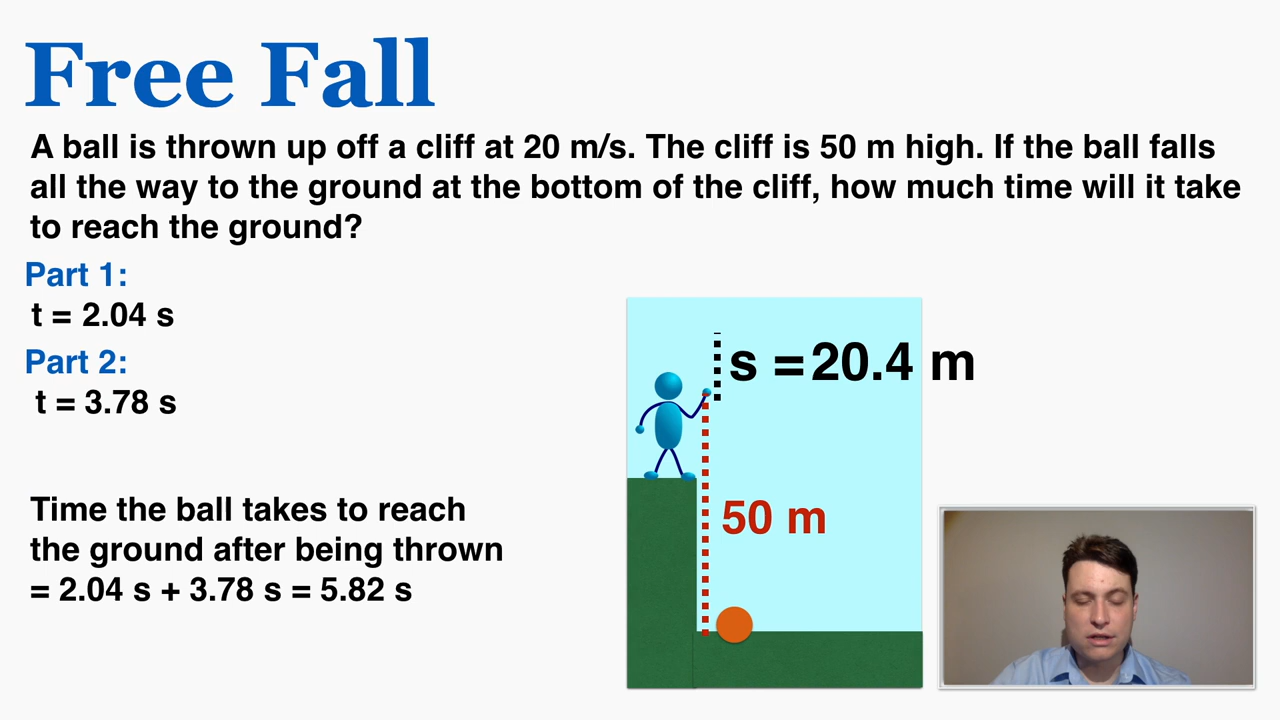 Free Fall
A ball is thrown up off a cliff at 20 m/s. The cliff is 50 m high. If the ball falls
all the way to the ground at the bottom of the cliff, how much time will it take
to reach the ground?
Part 1:
t = 2.04 s
Part 2:
t = 3.78 s
s = 20.4 m
50 m
Time the ball takes to reach
the ground after being thrown
= 2.04 s + 3.78 s = 5.82 s